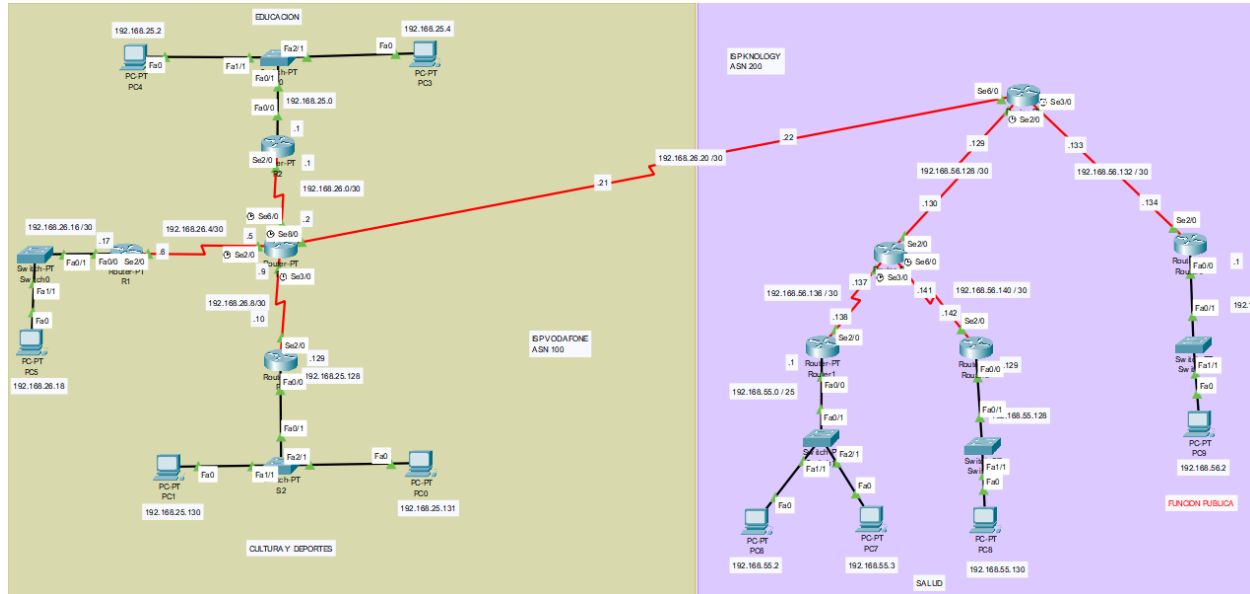 EDUCACION
192.168.25.2
192.168.25.4
Fa0
Fa1/1
Fa2/1
Fa0
PC-PT
PC4
PC-PT
PC3
Fa0/1
Fa0/0
192.168.25.0
.1
Se2/0
.1
192.168.26.0/30
192.168.26.16/30
192.168.26.4/30
Se6/0
.2
.17
.5
Se8/0
Fa0/1
Fa0/0
Se2/0
.6
Se2/0
Router-PT
Switch-PT
Switch0
Router-PT
R1
.9
Se3/0
Fa1/1
192.168.26.8/30
.10
Fa0
PC-PT
PC5
192.168.26.18
Se2/0
.129
192.168.25.128
Fa0/0
Fa0/1
Fa2/1
Fa0
Fa0
Fa1/1
S2
PC-PT
PC1
PC-PT
PC0
192.168.25.130
192.168.25.131
CULTURA Y DEPORTES
ISP VODAFONE
ASN 100
.21
192.168.26.20 /30
.22
ISP KNOLOGY
ASN 200
Se6/0
Se3/0
Se2/0
.129
.133
192.168.56.128 /30
192.168.56.132 / 30
.130
.134
Se2/0
Se2/0
Fa0/0
.1
Se6/0
Se3/0
.137
.141
192.168.56.136 / 30
192.168.56.140 / 30
.138
.142
Se2/0
Se2/0
Fa0/1
Router-PT
Router1
.1
Fa0/0
Fa0/0
.129
Fa1/1
Fa0
192.168.55.0 / 25
Fa0/1
Fa0/1
PC-PT
PC9
192.168.56.2
Fa1/1
Fa2/1
Fa1/1
Fa0
Fa0
Fa0
FUNCION PUBLICA
PC-PT
PC6
PC-PT
PC7
PC-PT
PC8
192.168.55.2
192.168.55.3
192.168.55.130
SALUD